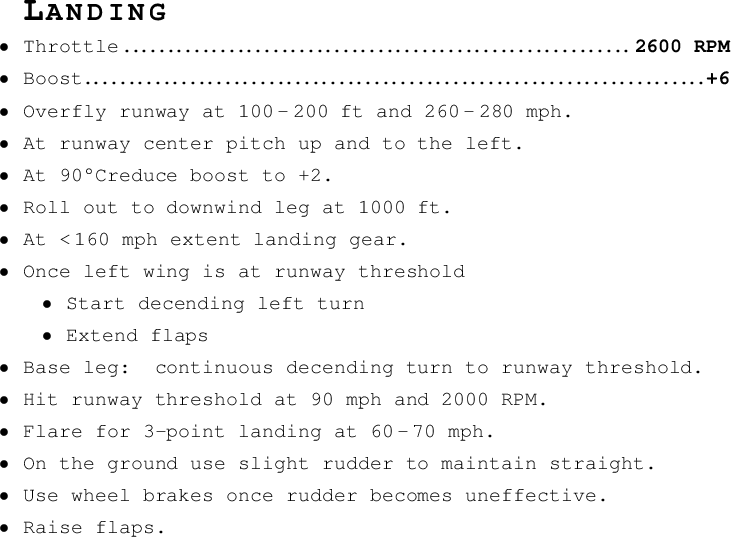 LANDING
• Throttle........................................................ 2600 RPM
• Boost.....................................................................+6
• Overfly runway at 100-200 ft and 260-280 mph.
• At runway center pitch up and to the left.
• At 90°Creduce boost to +2.
• Roll out to downwind leg at 1000 ft.
• At <160 mph extent landing gear.
• Once left wing is at runway threshold
• Start decending left turn
• Extend flaps
• Base leg: continuous decending turn to runway threshold.
• Hit runway threshold at 90 mph and 2000 RPM.
• Flare for 3-point landing at 60-70 mph.
• On the ground use slight rudder to maintain straight.
• Use wheel brakes once rudder becomes uneffective.
• Raise flaps.